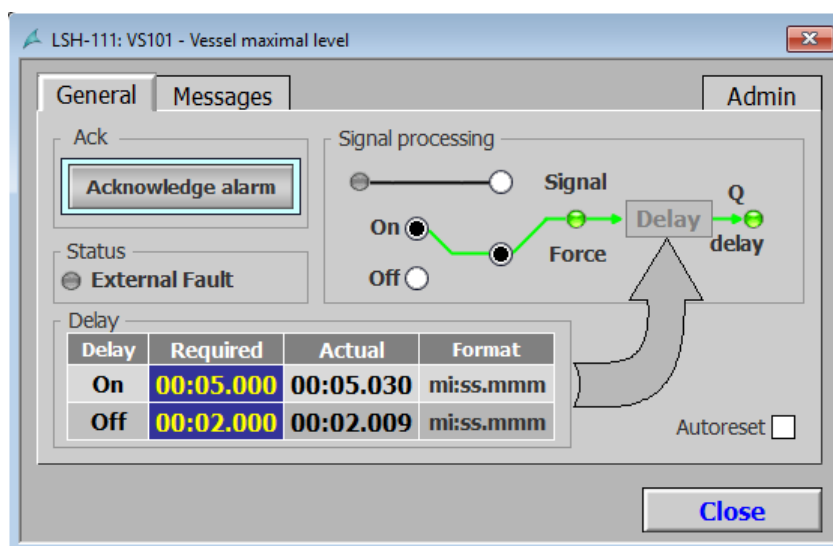 LSH-111: VS101 - Vessel maximal level
General Messages Admin
Ack
Acknowledge alarm
Status
External Fault
Signal processing
Signal
On
Off
Force
Delay
Q
delay
Delay
Delay Required Actual Format
On 00:05.000 00:05.030 mi:ss.mmm
Off 00:02.000 00:02.009 mi:ss.mmm
Autoreset
Close